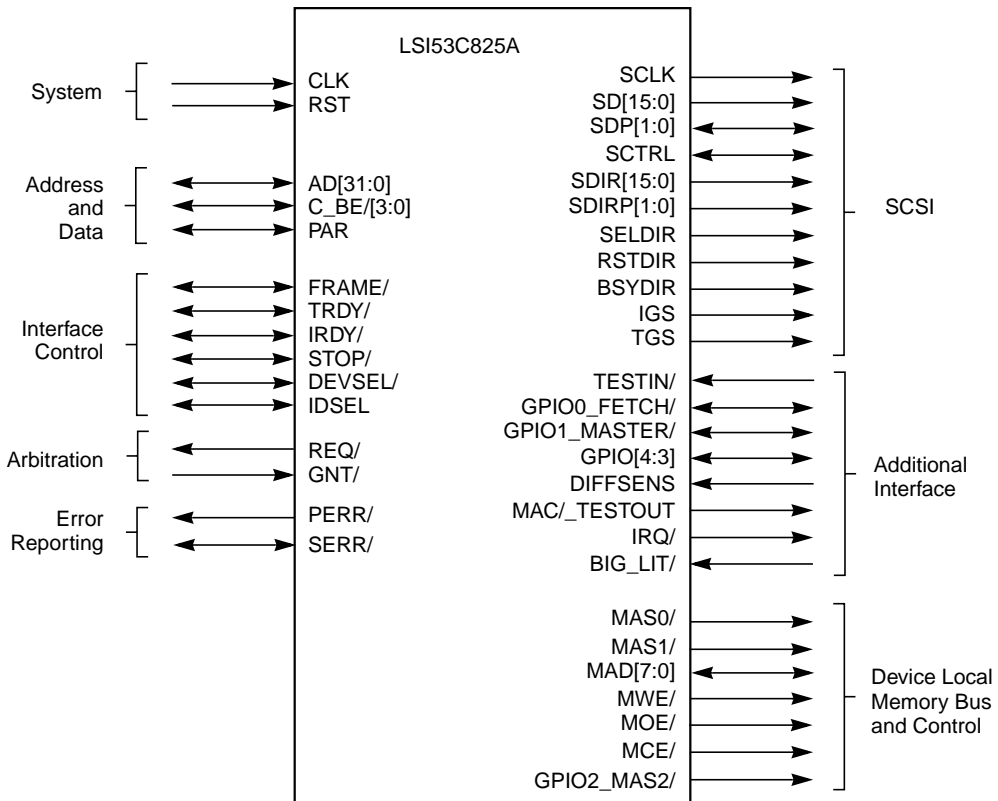 LSI53C825A
System
CLK
RST
Address
and
Data
AD[31:0]
C_BE/[3:0]
PAR
Interface
Control
FRAME/
TRDY/
IRDY/
STOP/
DEVSEL/
IDSEL
Arbitration
REQ/
GNT/
Error
Reporting
PERR/
SERR/
SCLK
SD[15:0]
SDP[1:0]
SCTRL
SDIR[15:0]
SDIRP[1:0]
SELDIR
RSTDIR
BSYDIR
IGS
TGS
SCSI
TESTIN/
GPIO0_FETCH/
GPIO1_MASTER/
GPIO[4:3]
DIFFSENS
MAC/_TESTOUT
IRQ/
BIG_LIT/
Additional
Interface
MAS0/
MAS1/
MAD[7:0]
MWE/
MOE/
MCE/
GPIO2_MAS2/
Device Local
Memory Bus
and Control